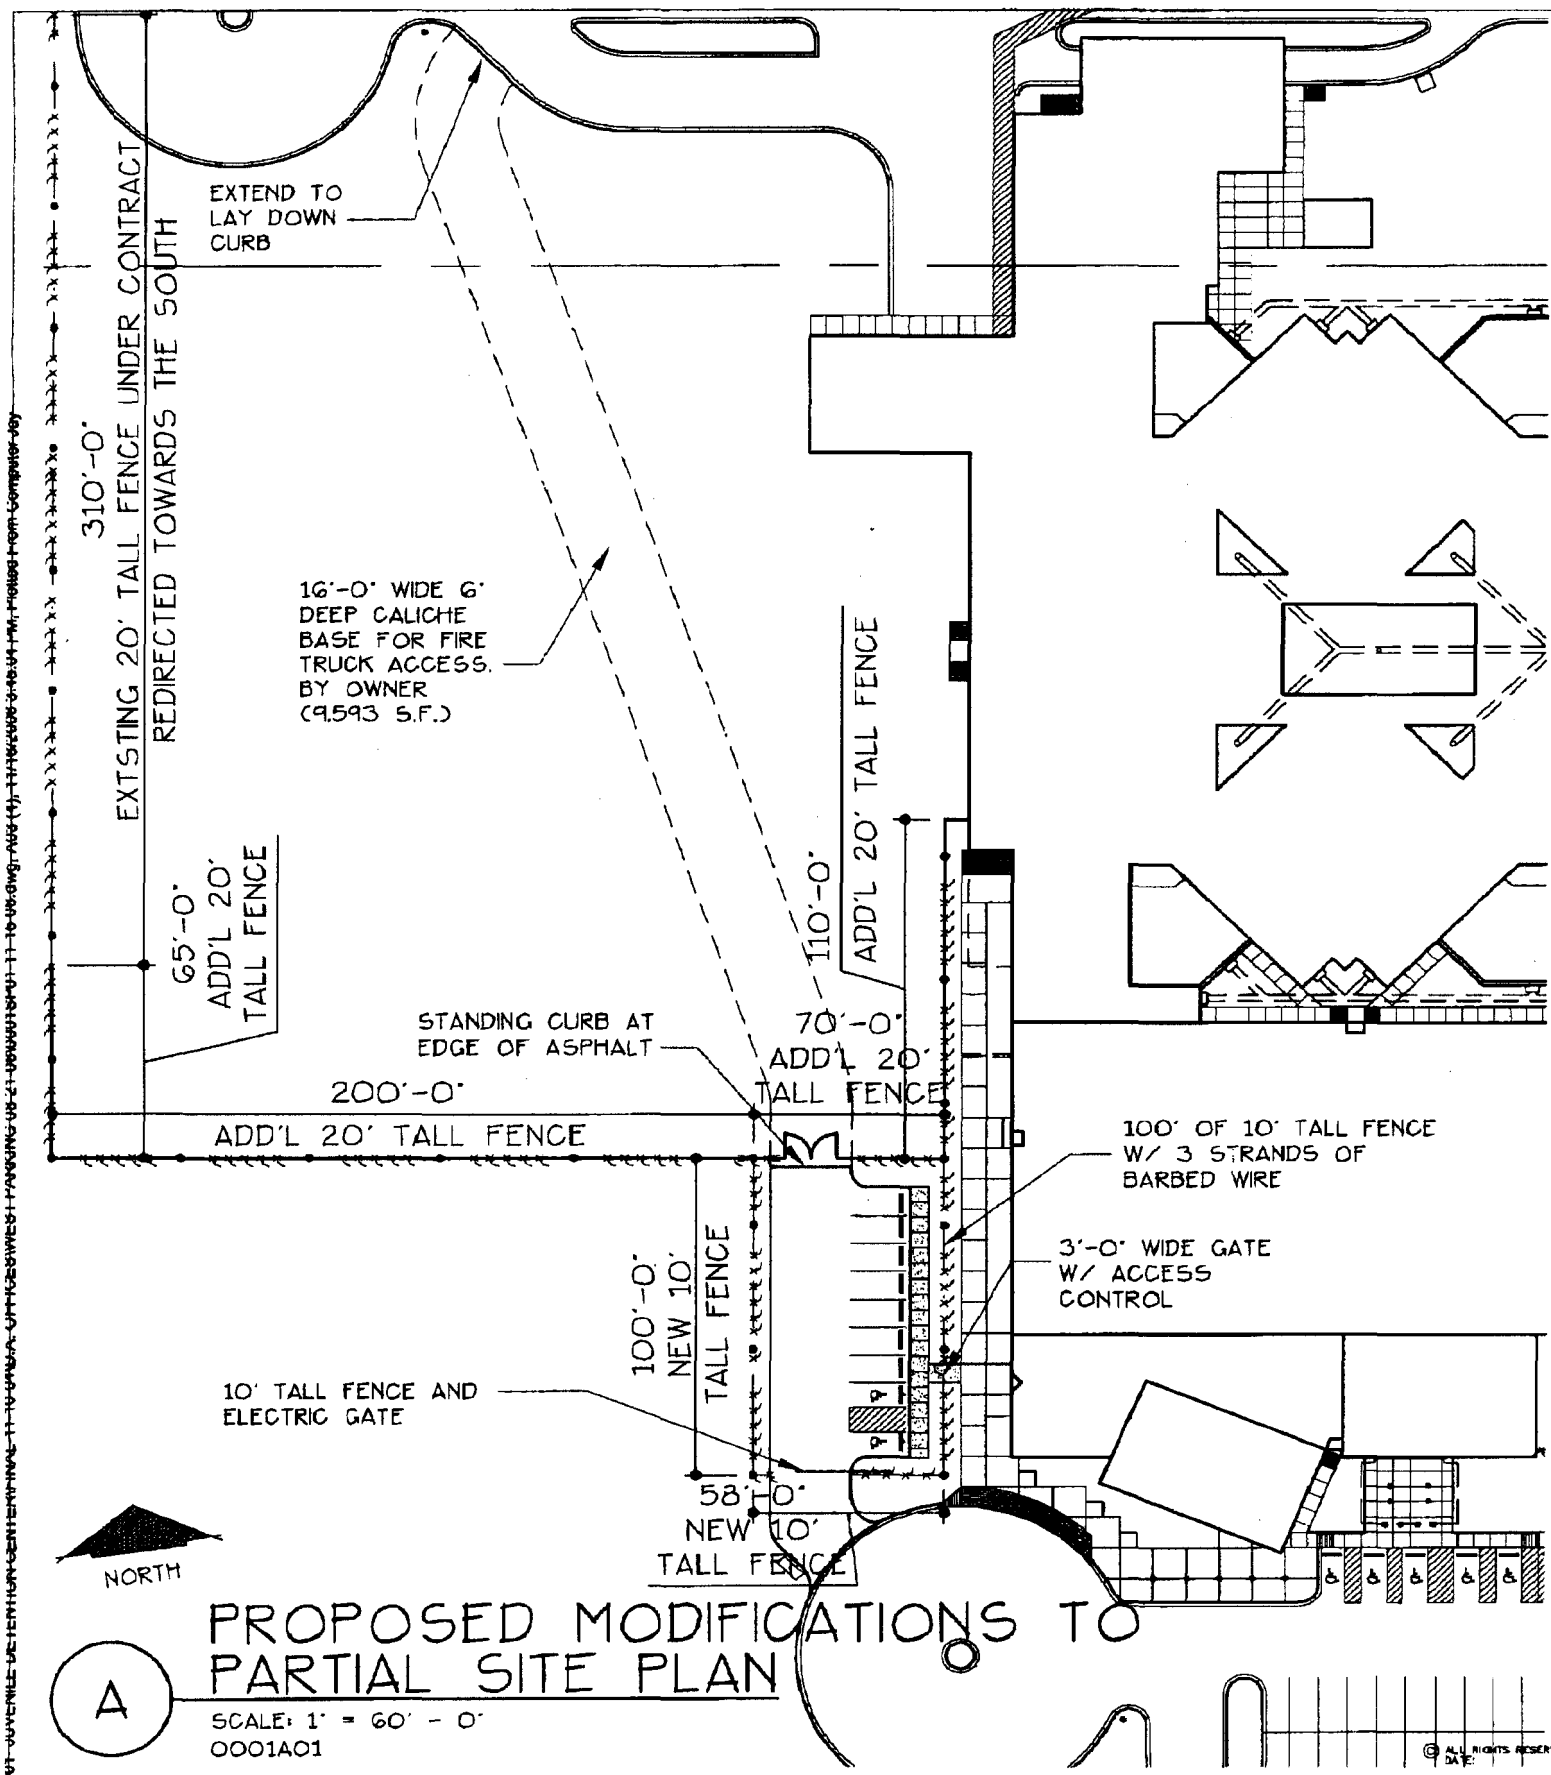 EXTEND TO
LAY DOWN
CURB
310'-0"
EXTSTING 20' TALL FENCE UNDER CONTRACT
REDIRECTED TOWARDS THE SOUTH
16'-0" WIDE 6"
DEEP CALICHE
BASE FOR FIRE
TRUCK ACCESS.
BY OWNER
(9,593 S.F.)
110'-0"
ADD'L 20' TALL FENCE
65'-0"
ADD'L 20'
TALL FENCE
STANDING CURB AT
EDGE OF ASPHALT
70'-0"
ADD'L 20'
TALL FENCE
200'-0"
ADD'L 20' TALL FENCE
100' OF 10' TALL FENCE
W/ 3 STRANDS OF
BARBED WIRE
3'-0" WIDE GATE
W/ ACCESS
CONTROL
100'-0"
NEW 10'
TALL FENCE
10' TALL FENCE AND
ELECTRIC GATE
58'-0"
NEW 10'
TALL FENCE
NORTH
PROPOSED MODIFICATIONS TO
PARTIAL SITE PLAN
A
SCALE: 1" = 60' - 0"
0001A01
© ALL RIGHTS RESER
DATE: